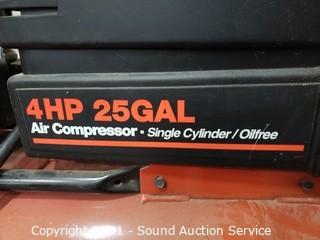 4HP 25GAL
Air Compressor • Single Cylinder/Oilfree
Copyright 2021 - Sound Auction Service